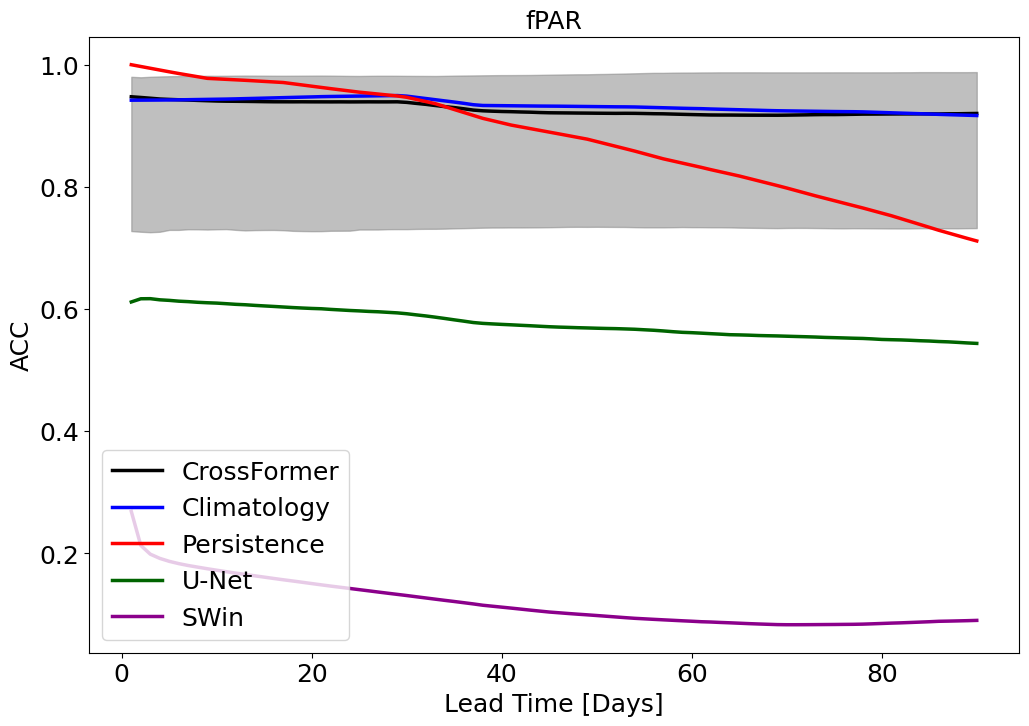 fPAR
ACC
1.0
0.8
0.6
0.4
0.2
CrossFormer
Climatology
Persistence
U-Net
SWin
0 20 40 60 80
Lead Time [Days]